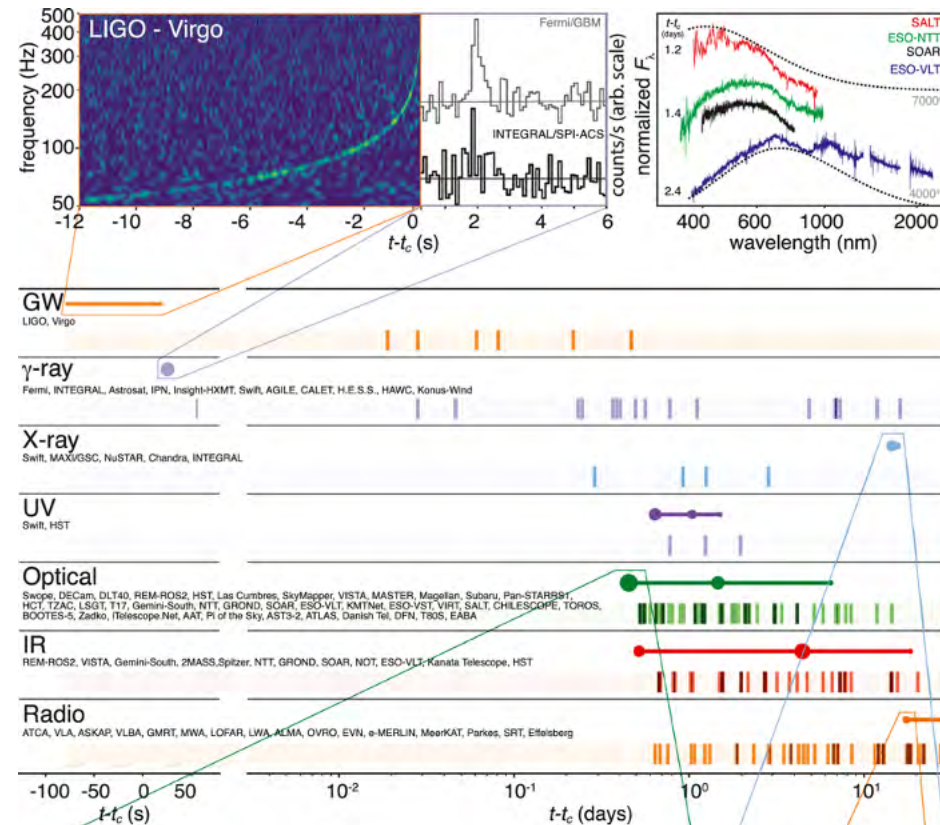 LIGO - Virgo
frequency (Hz)
500
400
300
200
100
50
-12 -10 -8 -6 -4 -2 0 2 4 6
t-tc (s)
Fermi/GBM
INTEGRAL/SPI-ACS
counts/s (arb. scale)
normalized Fλ
t-tc
(days)
1.2
1.4
2.4
SALT
ESO-NTT
SOAR
ESO-VLT
7000°
4000°
400 600 1000 2000
wavelength (nm)
GW
LIGO, Virgo
γ-ray
Fermi, INTEGRAL, Astrosat, IPN, Insight-HXMT, Swift, AGILE, CALET, H.E.S.S., HAWC, Konus-Wind
X-ray
Swift, MAXI/GSC, NuSTAR, Chandra, INTEGRAL
UV
Swift, HST
Optical
Swope, DECam, DLT40, REM-ROS2, HST, Las Cumbres, SkyMapper, VISTA, MASTER, Magellan, Subaru, Pan-STARRS1,
HCT, TZAC, LSGT, T17, Gemini-South, NTT, GROND, SOAR, ESO-VLT, KMTNet, ESO-VST, VIRT, SALT, CHILESCOPE, TOROS,
BOOTES-5, Zadko, iTelescope.Net, AAT, Pi of the Sky, AST3-2, ATLAS, Danish Tel, DFN, T80S, EABA
IR
REM-ROS2, VISTA, Gemini-South, 2MASS,Spitzer, NTT, GROND, SOAR, NOT, ESO-VLT, Kanata Telescope, HST
Radio
ATCA, VLA, ASKAP, VLBA, GMRT, MWA, LOFAR, LWA, ALMA, OVRO, EVN, e-MERLIN, MeerKAT, Parkes, SRT, Effelsberg
-100 -50 0 50 10⁻² 10⁻¹ 10⁰ 10¹
t-tc (s) t-tc (days)